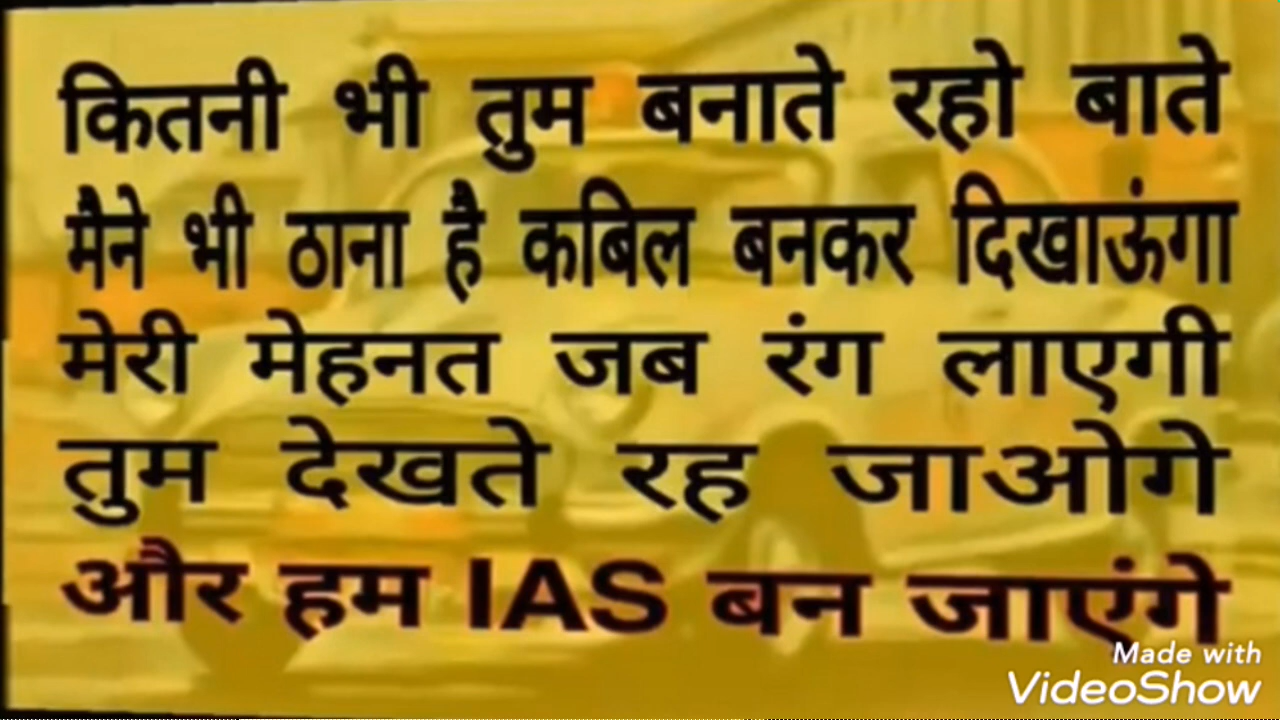 कितनी भी तुम बनाते रहो बाते
मैने भी ठाना है कबिल बनकर दिखाऊंगा
मेरी मेहनत जब रंग लाएगी
तुम देखते रह जाओगे
और हम IAS बन जाएंगे
Made with
VideoShow